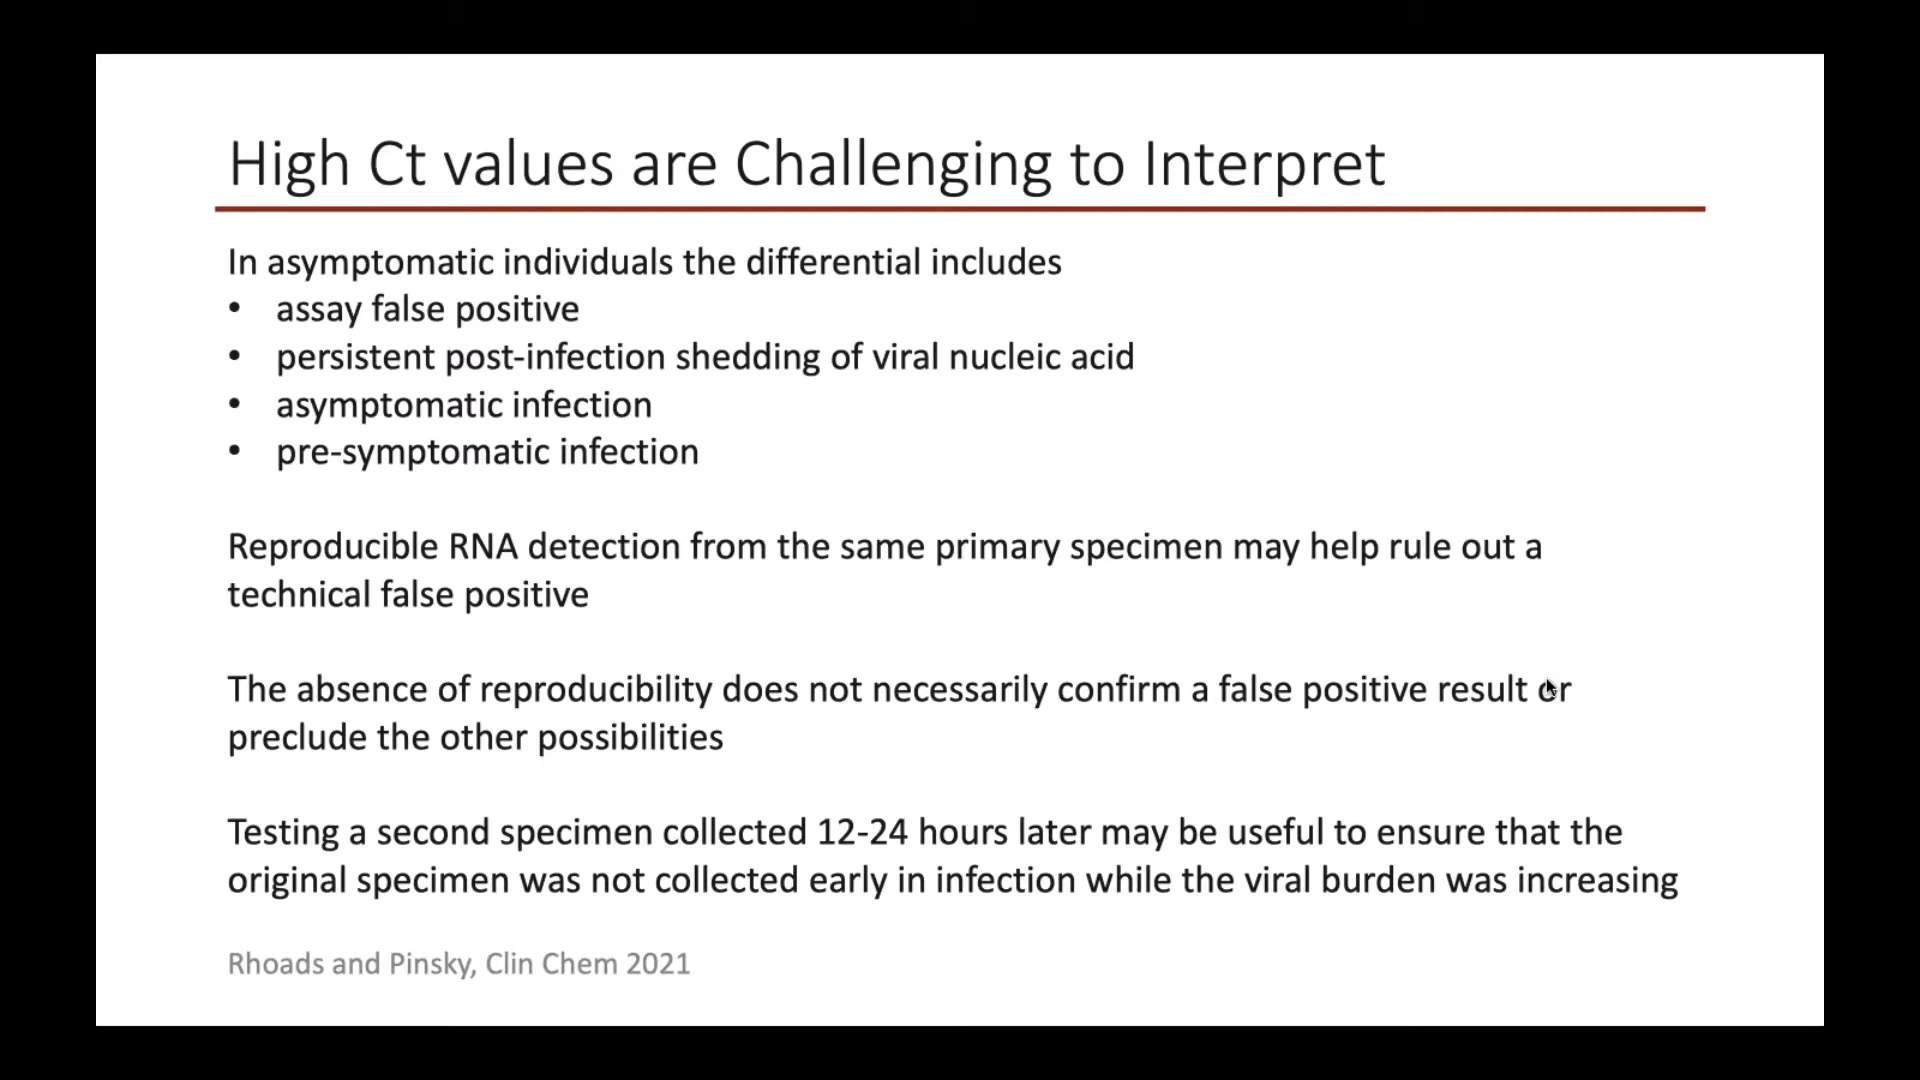 High Ct values are Challenging to Interpret
In asymptomatic individuals the differential includes
• assay false positive
• persistent post-infection shedding of viral nucleic acid
• asymptomatic infection
• pre-symptomatic infection
Reproducible RNA detection from the same primary specimen may help rule out a
technical false positive
The absence of reproducibility does not necessarily confirm a false positive result or
preclude the other possibilities
Testing a second specimen collected 12-24 hours later may be useful to ensure that the
original specimen was not collected early in infection while the viral burden was increasing
Rhoads and Pinsky, Clin Chem 2021